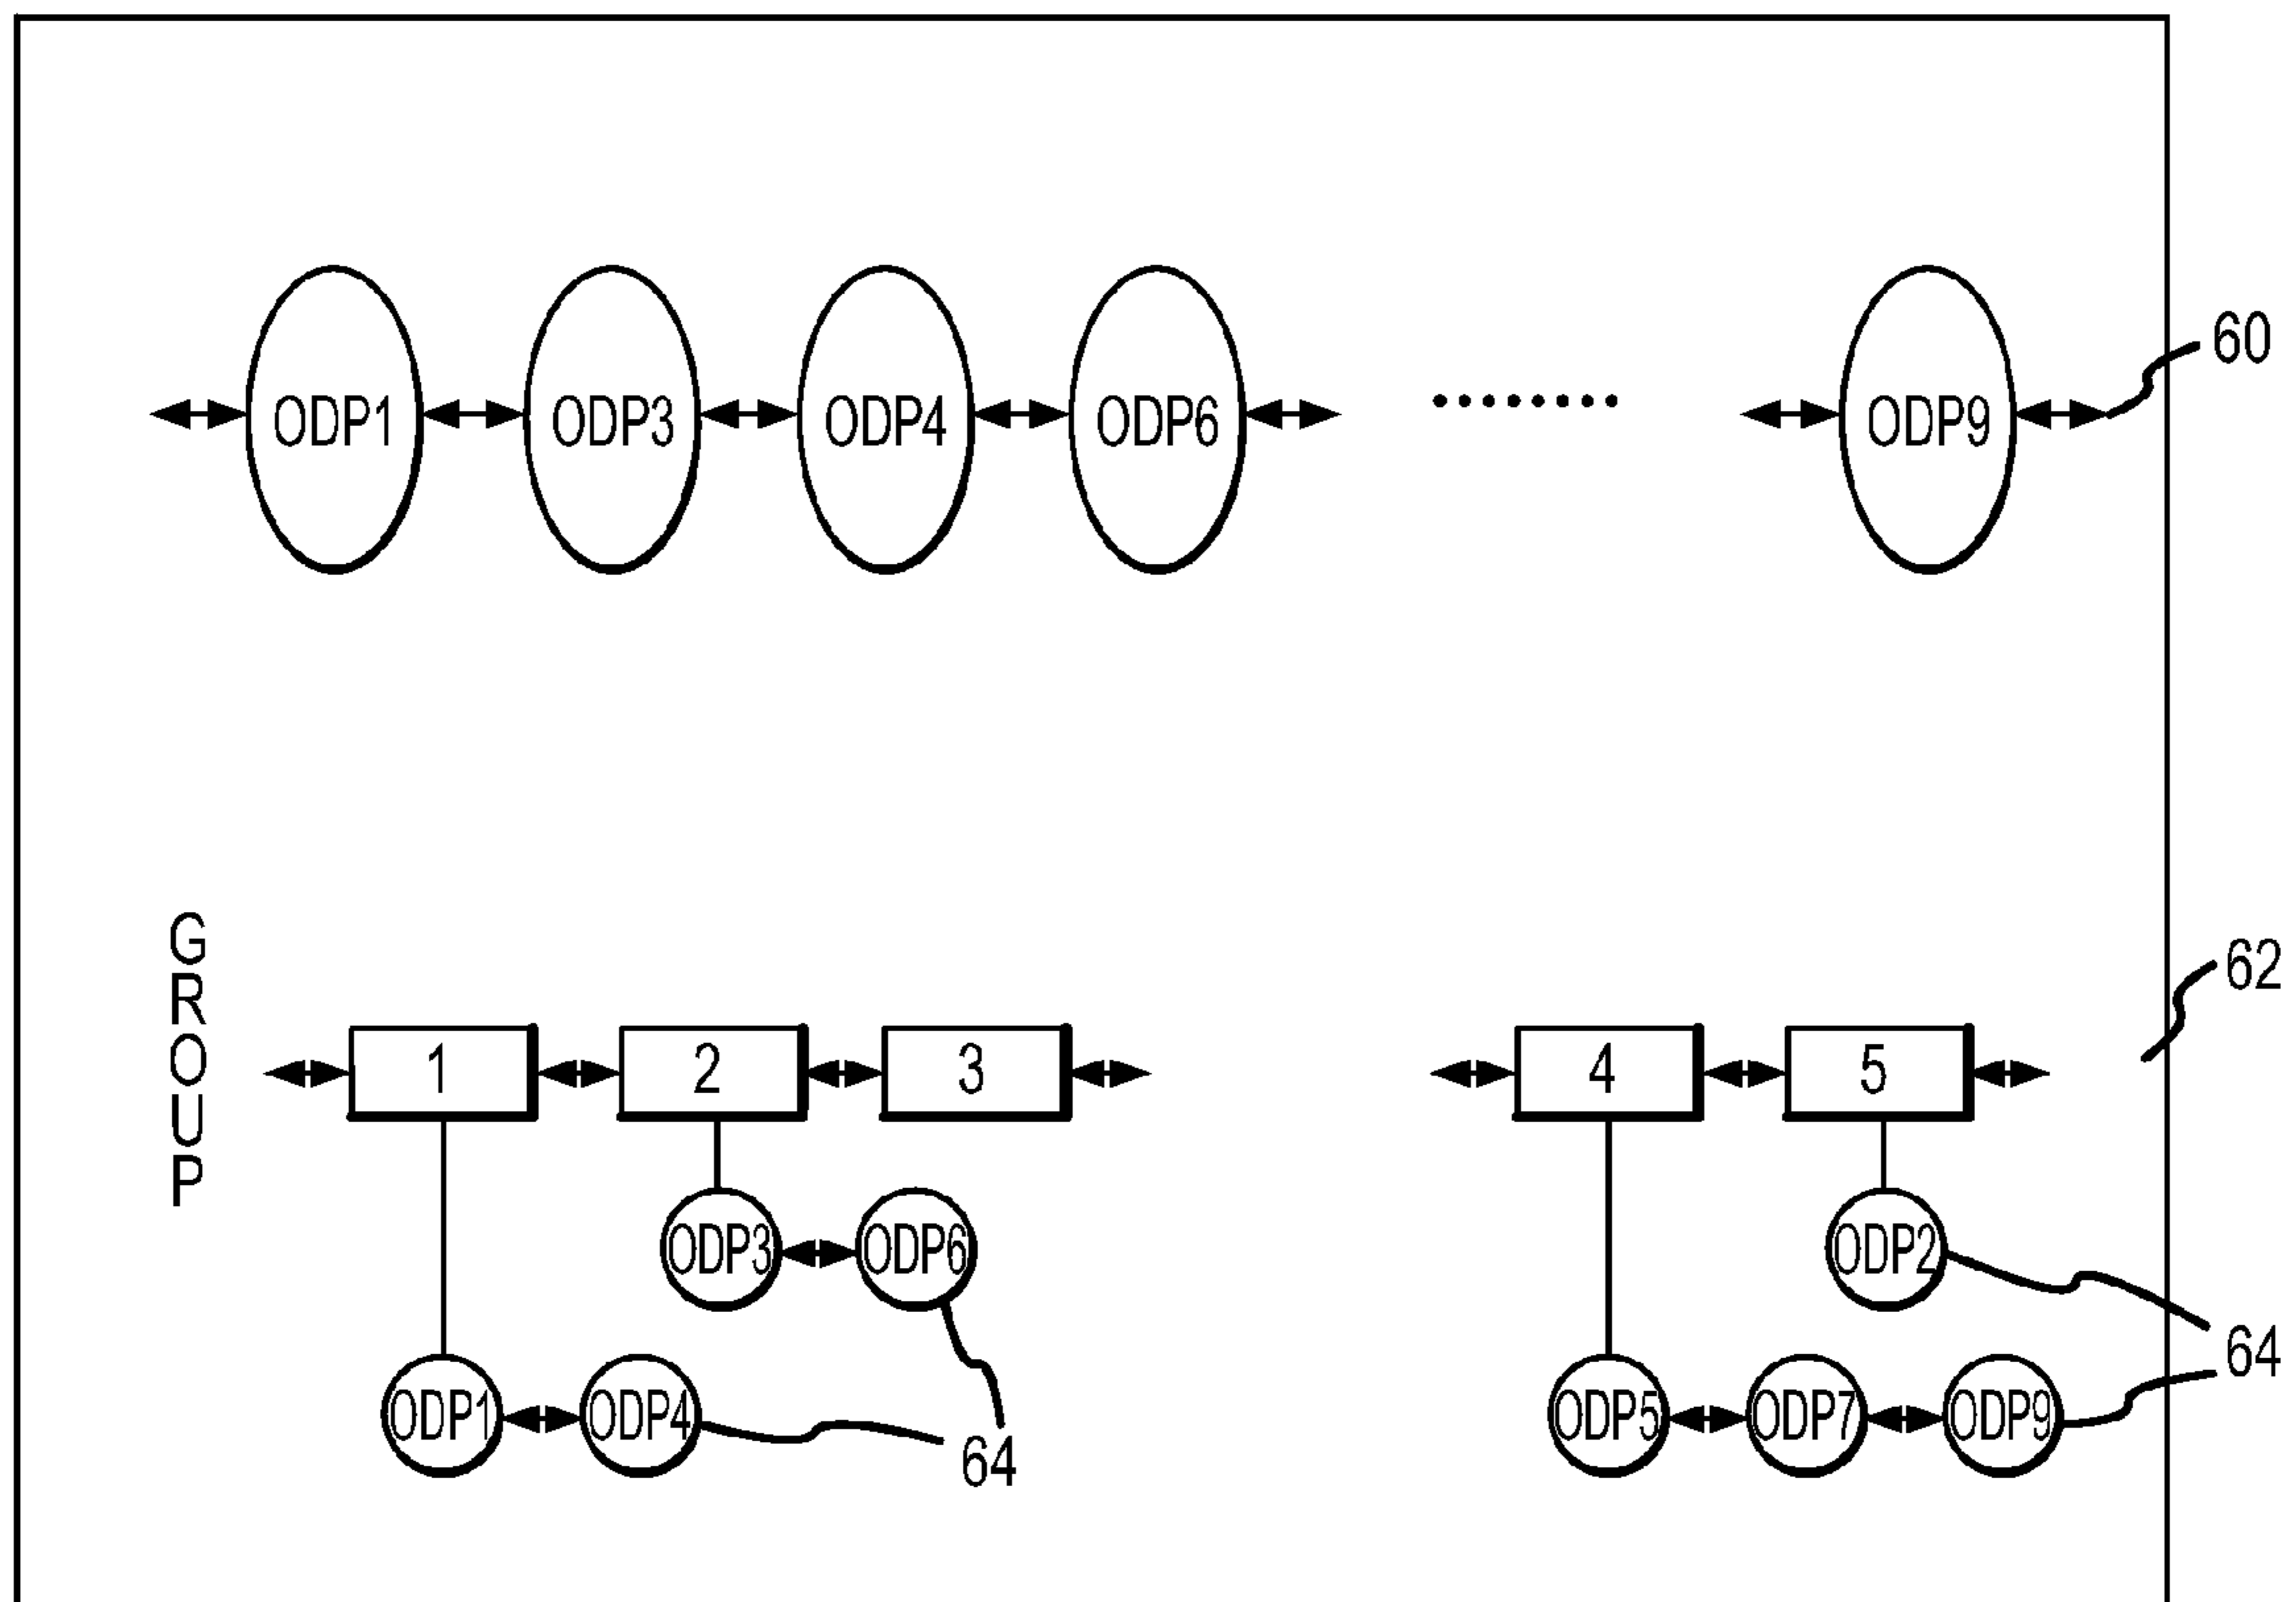 ODP1 ODP3 ODP4 ODP6 ........ ODP9
60
GROUP
62
1 2 3 4 5
ODP3 ODP6 ODP2
64
ODP1 ODP4 ODP5 ODP7 ODP9
64